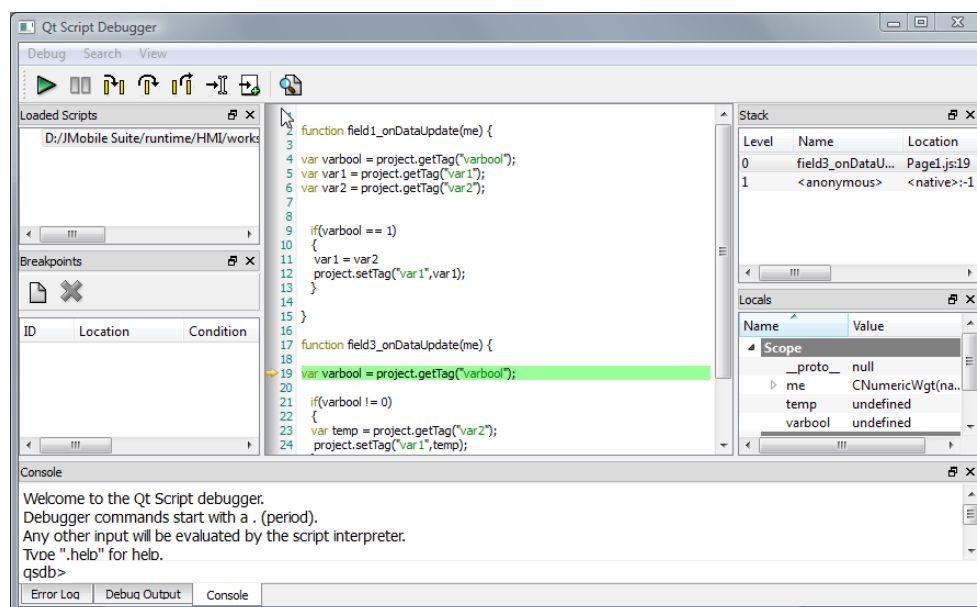 Qt Script Debugger
Debug Search View
Loaded Scripts
D:/JMobile Suite/runtime/HMI/works
Breakpoints
ID Location Condition
1
2 function field1_onDataUpdate(me) {
3
4 var varbool = project.getTag("varbool");
5 var var1 = project.getTag("var1");
6 var var2 = project.getTag("var2");
7
8
9 if(varbool == 1)
10 {
11 var1 = var2
12 project.setTag("var1",var1);
13 }
14
15 }
16
17 function field3_onDataUpdate(me) {
18
19 var varbool = project.getTag("varbool");
20
21 if(varbool != 0)
22 {
23 var temp = project.getTag("var2");
24 project.setTag("var1",temp);
Stack
Level Name Location
0 field3_onDataU... Page1.js:19
1 <anonymous> <native>:-1
Locals
Name Value
Scope
__proto__ null
me CNumericWgt(na...
temp undefined
varbool undefined
Console
Welcome to the Qt Script debugger.
Debugger commands start with a . (period).
Any other input will be evaluated by the script interpreter.
Type ".help" for help.
qsdb>
Error Log Debug Output Console